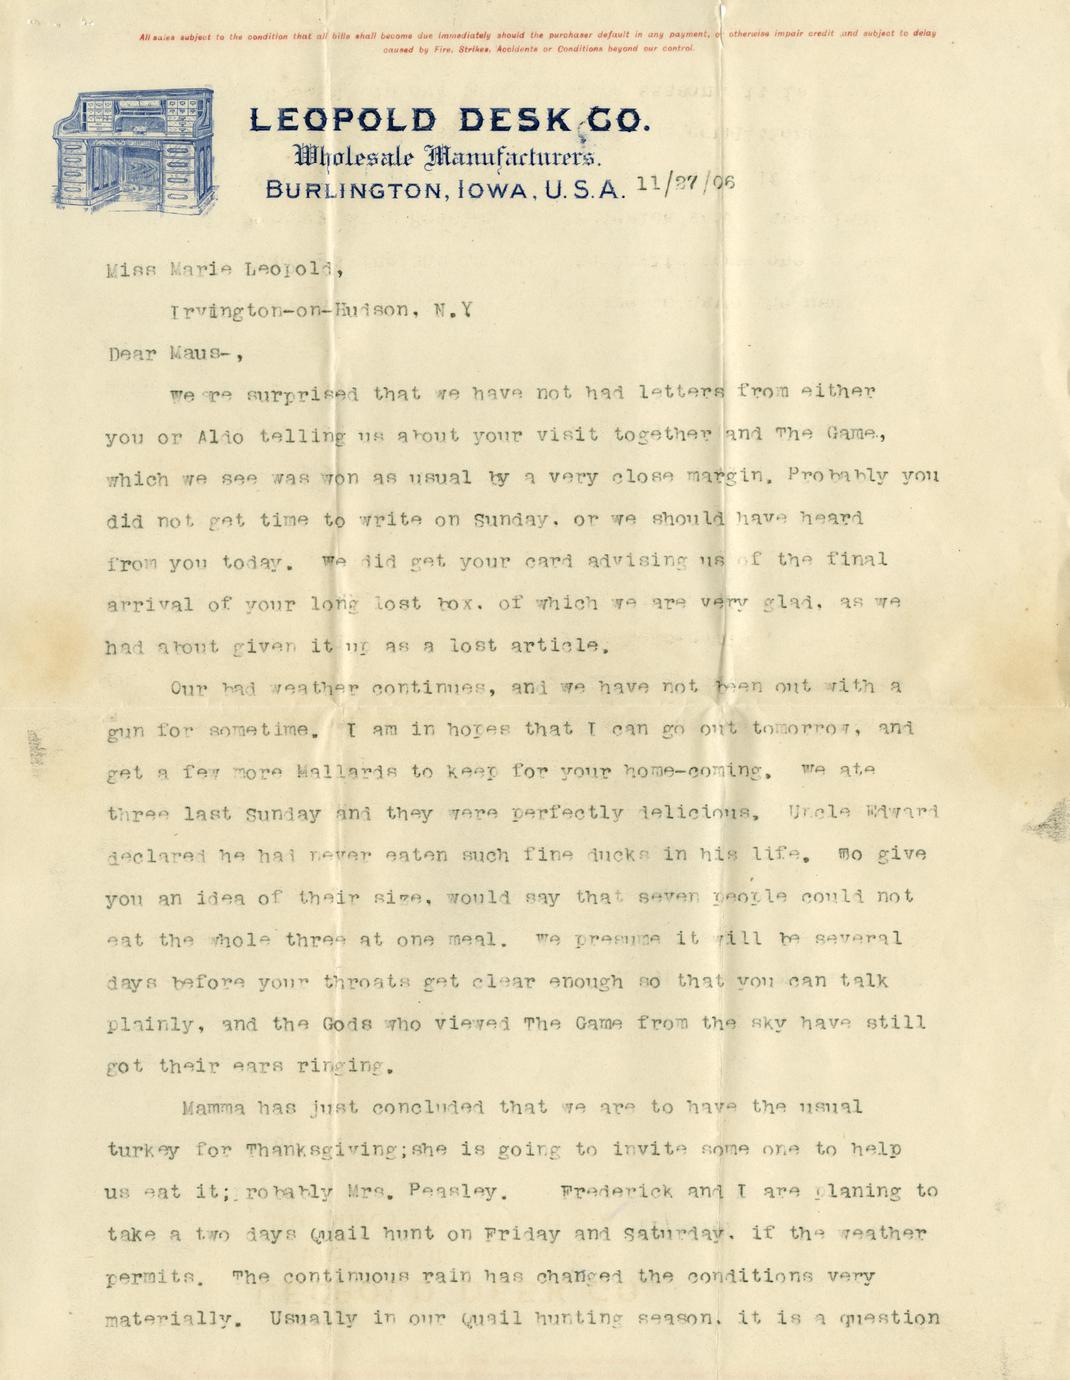 All sales subject to the condition that all bills shall become due immediately should the purchaser default in any payment, or otherwise impair credit and subject to delay
caused by Fire, Strikes, Accidents or Conditions beyond our control.
LEOPOLD DESK CO.
Wholesale Manufacturers.
BURLINGTON, IOWA, U.S.A. 11/27/06
Miss Marie Leopold,
Irvington-on-Hudson, N.Y
Dear Maus-,
We are surprised that we have not had letters from either
you or Aldo telling us about your visit together and The Game,
which we see was won as usual by a very close margin. Probably you
did not get time to write on Sunday, or we should have heard
from you today. We did get your card advising us of the final
arrival of your long lost box, of which we are very glad, as we
had about given it up as a lost article.
Our bad weather continues, and we have not been out with a
gun for sometime. I am in hopes that I can go out tomorrow, and
get a few more Mallards to keep for your home-coming. We ate
three last Sunday and they were perfectly delicious. Uncle Edward
declared he had never eaten such fine ducks in his life. To give
you an idea of their size, would say that seven people could not
eat the whole three at one meal. We presume it will be several
days before your throats get clear enough so that you can talk
plainly, and the Gods who viewed The Game from the sky have still
got their ears ringing.
Mamma has just concluded that we are to have the usual
turkey for Thanksgiving;she is going to invite some one to help
us eat it; probably Mrs. Peasley. Frederick and I are planing to
take a two days Quail hunt on Friday and Saturday, if the weather
permits. The continuous rain has changed the conditions very
materially. Usually in our Quail hunting season, it is a question